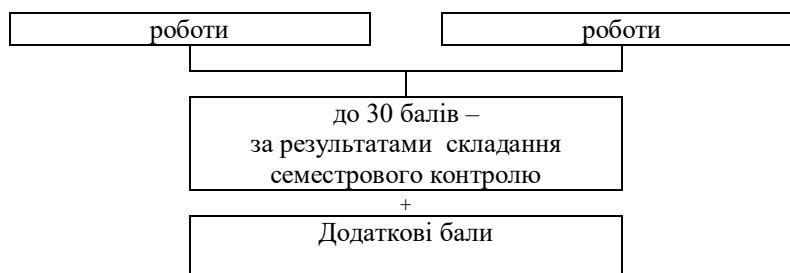 роботи
роботи
до 30 балів –
за результатами складання
семестрового контролю
+
Додаткові бали